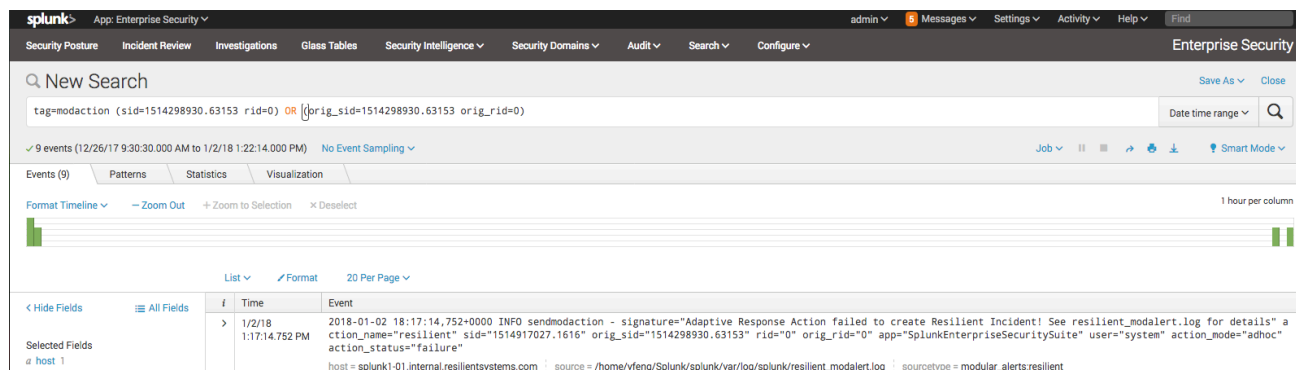 splunk> App: Enterprise Security admin 5 Messages Settings Activity Help Find
Security Posture Incident Review Investigations Glass Tables Security Intelligence Security Domains Audit Search Configure Enterprise Security
New Search Save As Close
tag=modaction (sid=1514298930.63153 rid=0) OR (orig_sid=1514298930.63153 orig_rid=0) Date time range
9 events (12/26/17 9:30:30.000 AM to 1/2/18 1:22:14.000 PM) No Event Sampling Job Smart Mode
Events (9) Patterns Statistics Visualization
Format Timeline — Zoom Out + Zoom to Selection × Deselect 1 hour per column
List Format 20 Per Page
< Hide Fields All Fields i Time Event
> 1/2/18 2018-01-02 18:17:14,752+0000 INFO sendmodaction - signature="Adaptive Response Action failed to create Resilient Incident! See resilient_modalert.log for details" a
1:17:14.752 PM ction_name="resilient" sid="1514917027.1616" orig_sid="1514298930.63153" rid="0" orig_rid="0" app="SplunkEnterpriseSecuritySuite" user="system" action_mode="adhoc"
Selected Fields action_status="failure"
a host 1 host = splunk1-01.internal.resilientsystems.com source = /home/yfeng/Splunk/splunk/var/log/splunk/resilient_modalert.log sourcetype = modular_alerts:resilient